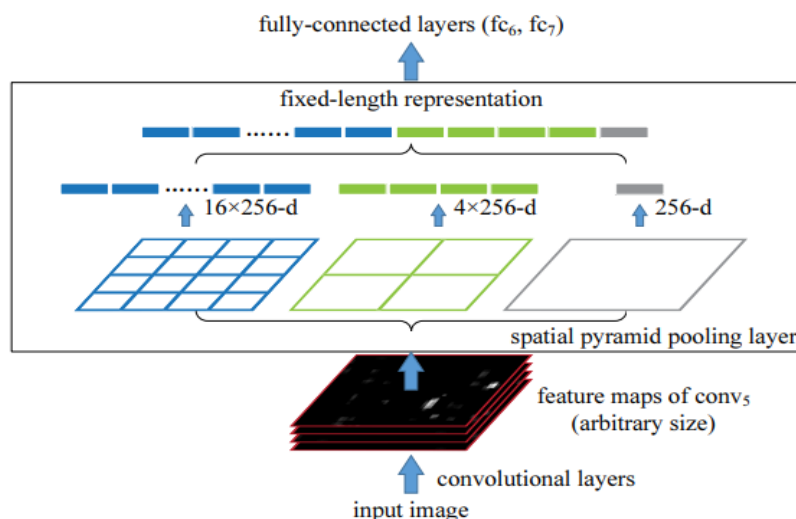 fully-connected layers (fc₆, fc₇)
fixed-length representation
......
......
16×256-d
4×256-d
256-d
spatial pyramid pooling layer
feature maps of conv₅
(arbitrary size)
convolutional layers
input image